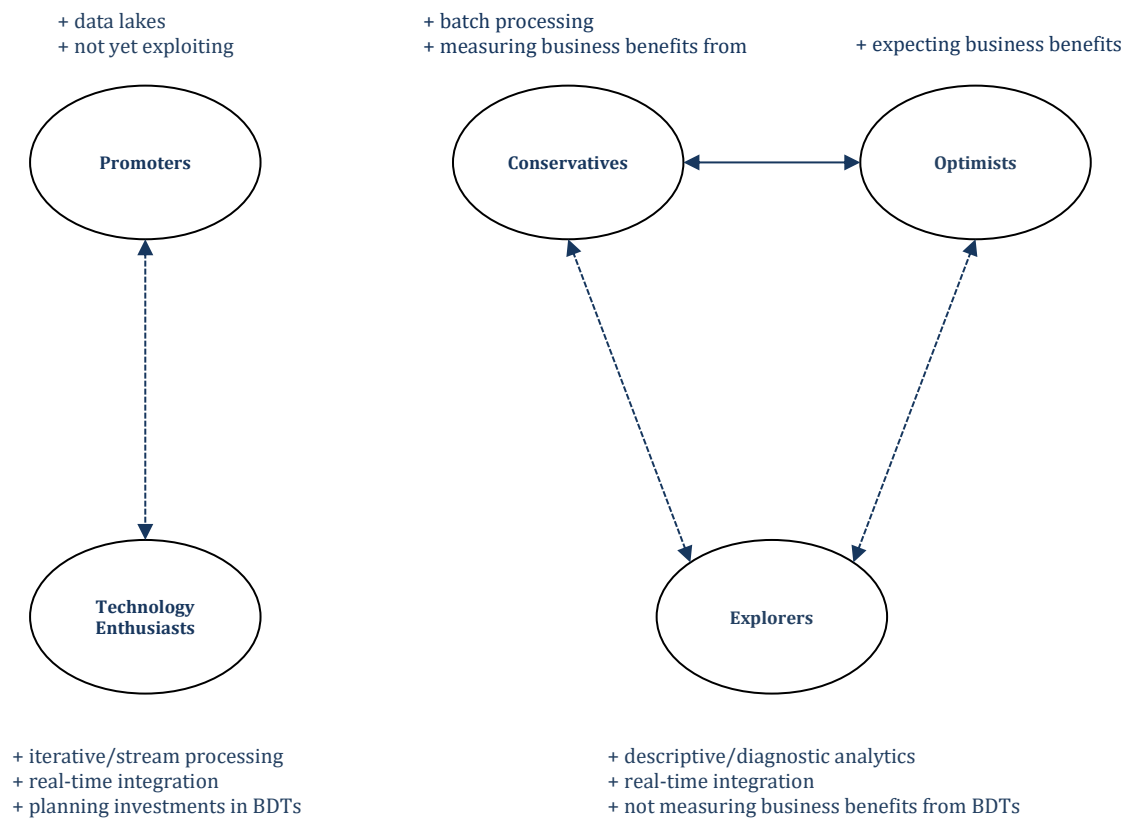 + data lakes
+ not yet exploiting
+ batch processing
+ measuring business benefits from
+ expecting business benefits
Promoters
Conservatives
Optimists
Technology
Enthusiasts
Explorers
+ iterative/stream processing
+ real-time integration
+ planning investments in BDTs
+ descriptive/diagnostic analytics
+ real-time integration
+ not measuring business benefits from BDTs